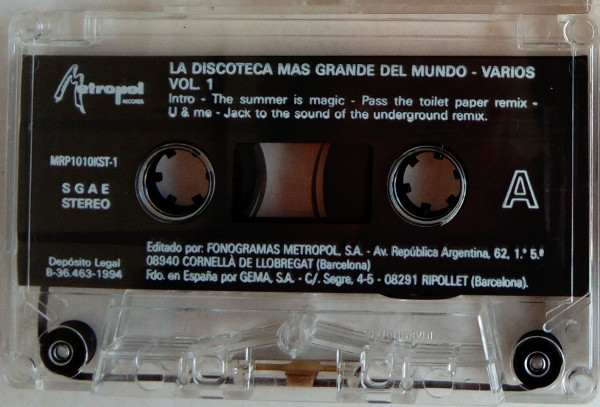 LA DISCOTECA MAS GRANDE DEL MUNDO - VARIOS
VOL. 1
Metropol
RECORDS
Intro - The summer is magic - Pass the toilet paper remix -
U & me - Jack to the sound of the underground remix.
MRP1010KST-1
S G A E
STEREO
A
Depósito Legal
B-36.463-1994
Editado por: FONOGRAMAS METROPOL, S.A. - Av. República Argentina, 62, 1.º 5.ª
08940 CORNELLÀ DE LLOBREGAT (Barcelona)
Fdo. en España por GEMA, S.A. - C/. Segre, 4-5 - 08291 RIPOLLET (Barcelona).